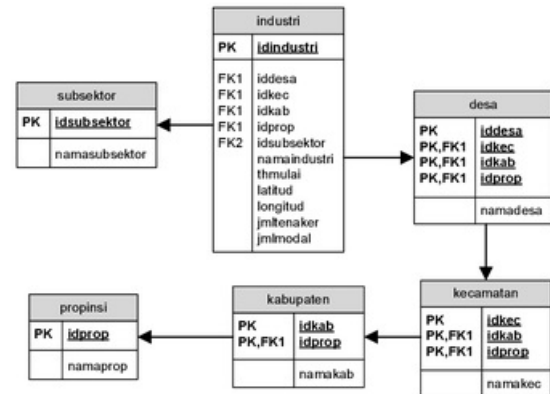 industri
PK idindustri
FK1 iddesa
FK1 idkec
FK1 idkab
FK1 idprop
FK2 idsubsektor
namaindustri
thmulai
latitud
longitud
jmltenaker
jmlmodal
subsektor
PK idsubsektor
namasubsektor
desa
PK iddesa
PK,FK1 idkec
PK,FK1 idkab
PK,FK1 idprop
namadesa
propinsi
PK idprop
namaprop
kabupaten
PK idkab
PK,FK1 idprop
namakab
kecamatan
PK idkec
PK,FK1 idkab
PK,FK1 idprop
namakec